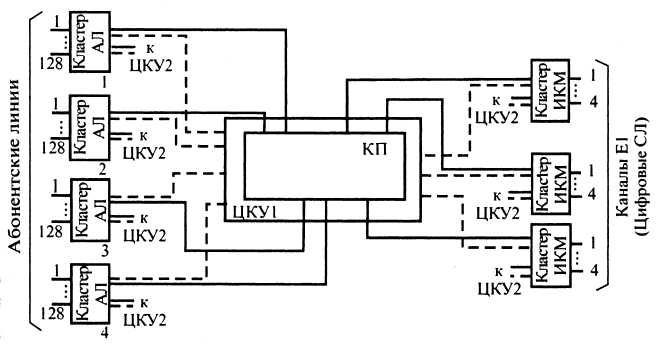 Абонентские линии
1
128
Кластер
АЛ
к
ЦКУ2
1
1
128
Кластер
АЛ
к
ЦКУ2
2
1
128
Кластер
АЛ
к
ЦКУ2
3
1
128
Кластер
АЛ
к
ЦКУ2
4
КП
ЦКУ1
Кластер
ИКМ
1
4
к
ЦКУ2
Кластер
ИКМ
1
4
к
ЦКУ2
Кластер
ИКМ
1
4
к
ЦКУ2
Каналы Е1
(Цифровые СЛ)